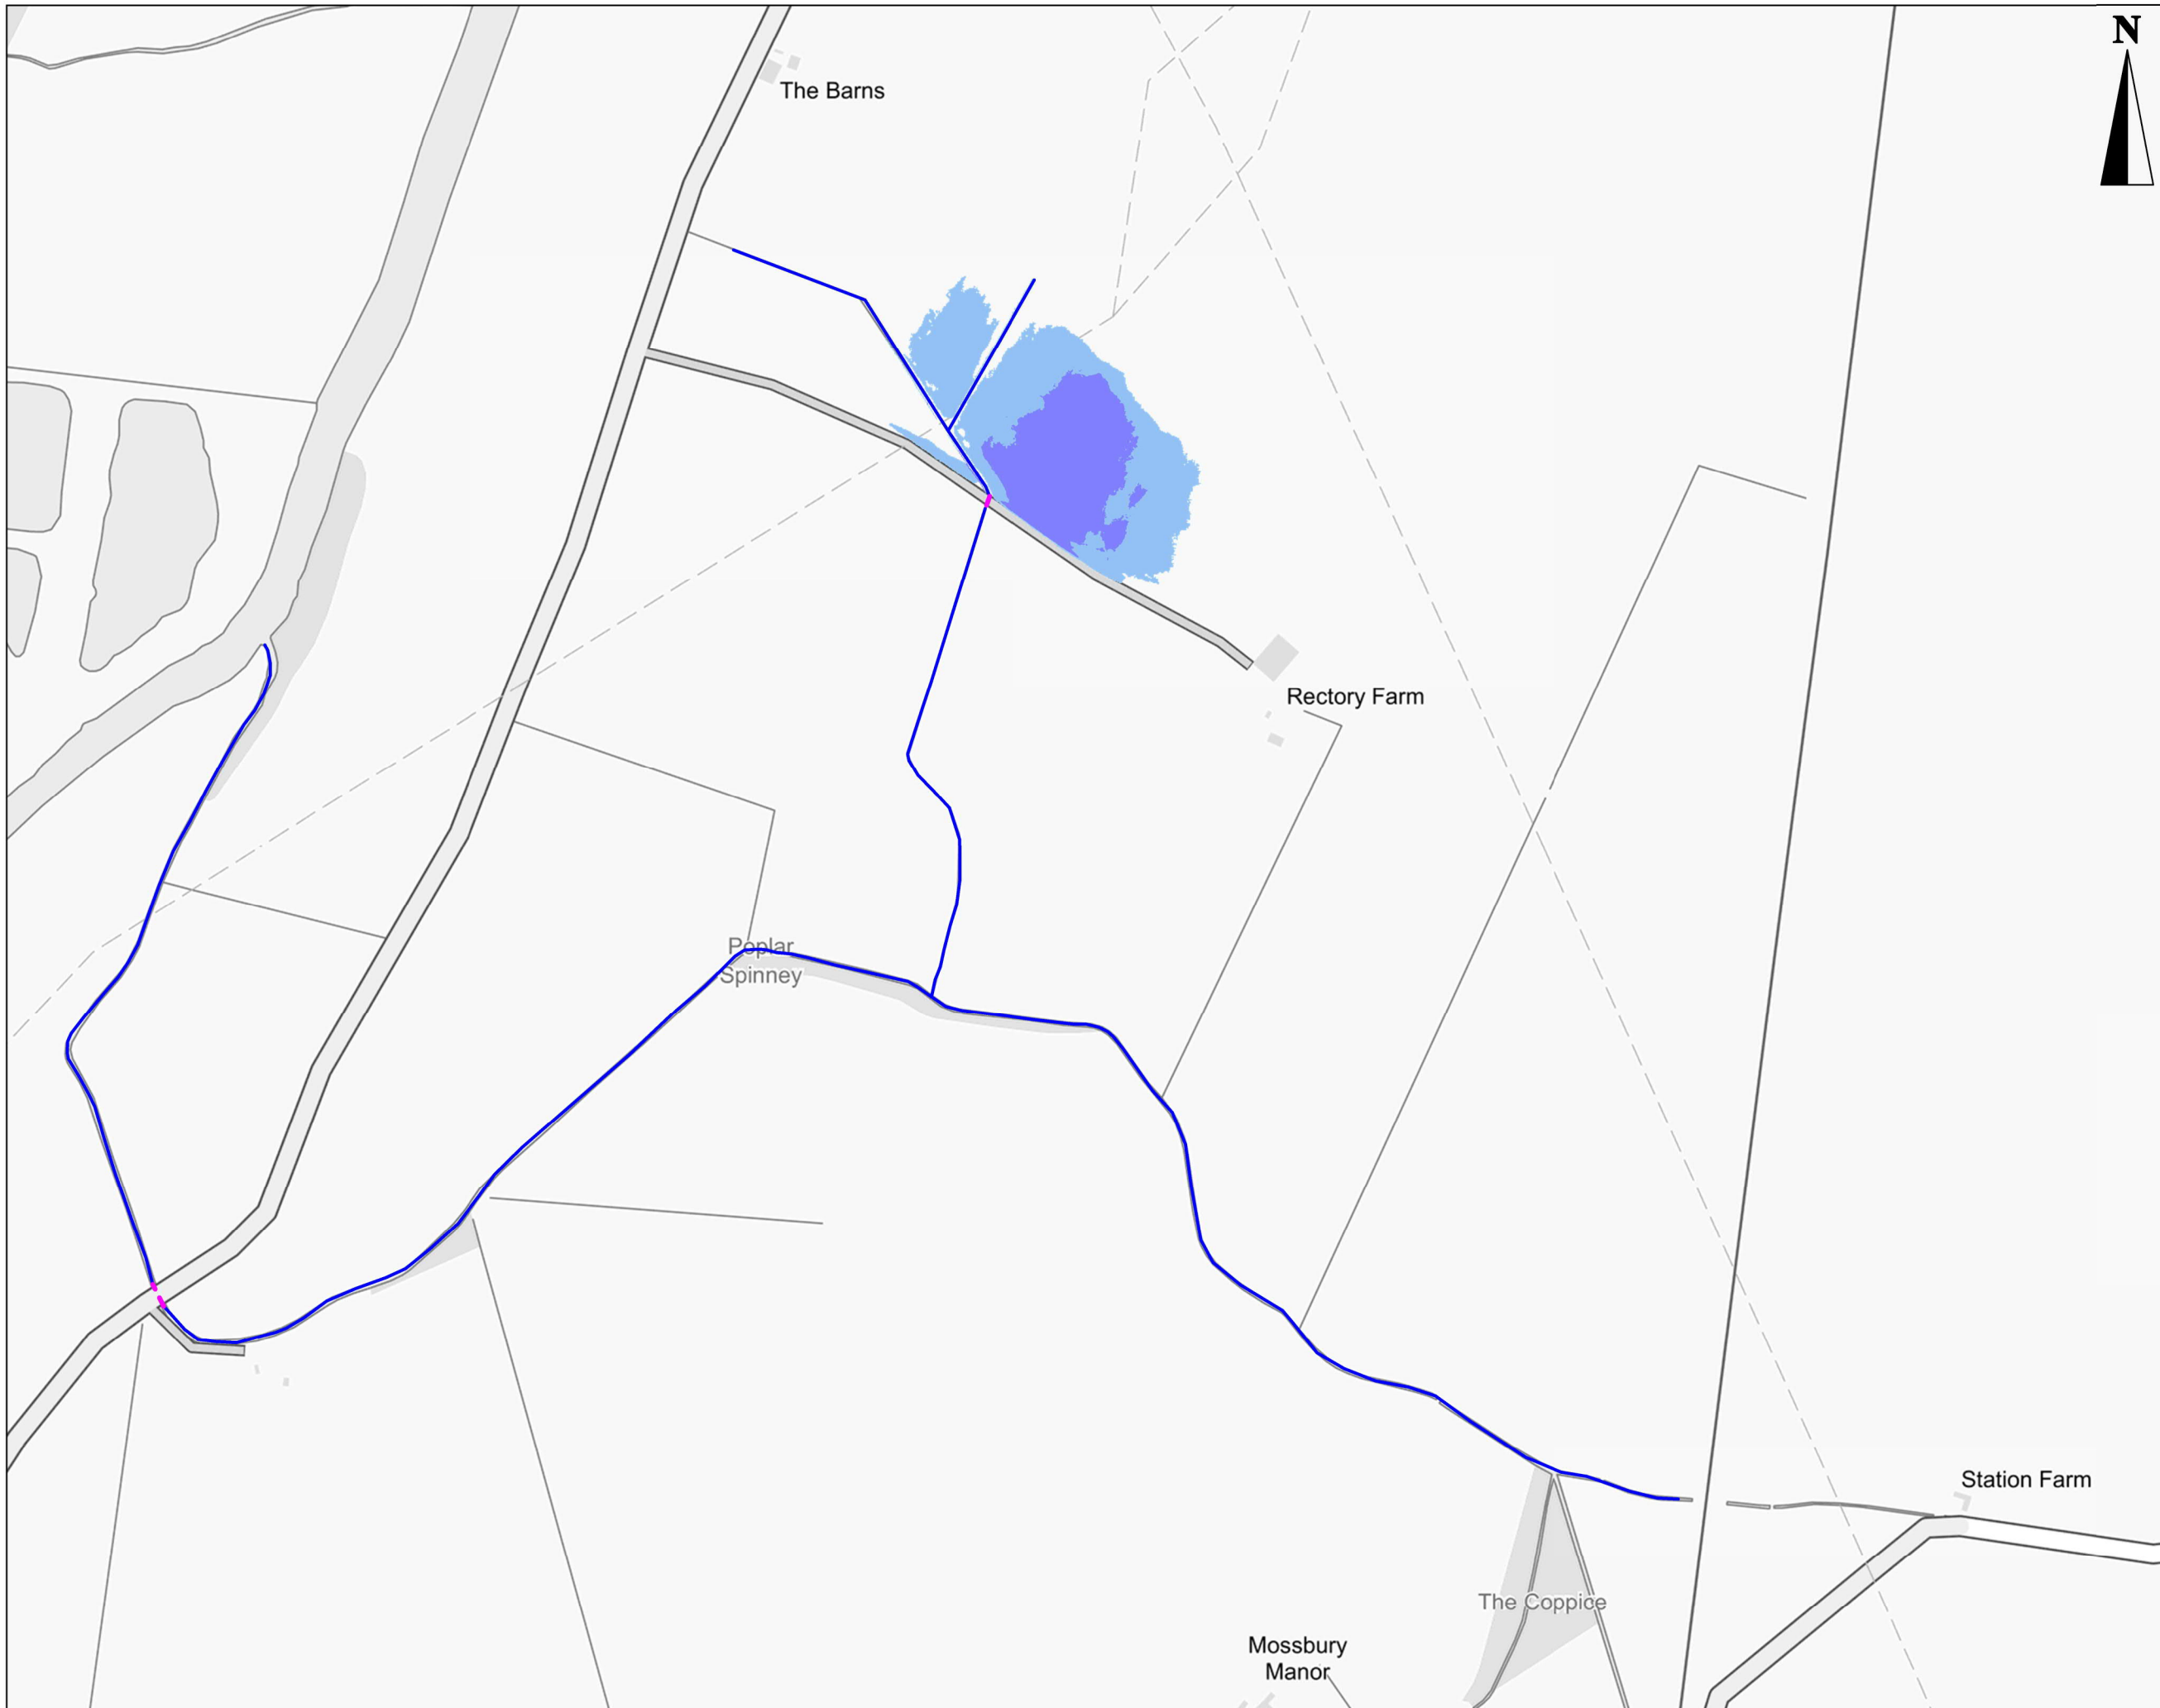 N
The Barns
Rectory Farm
Poplar
Spinney
Station Farm
The Coppice
Mossbury
Manor